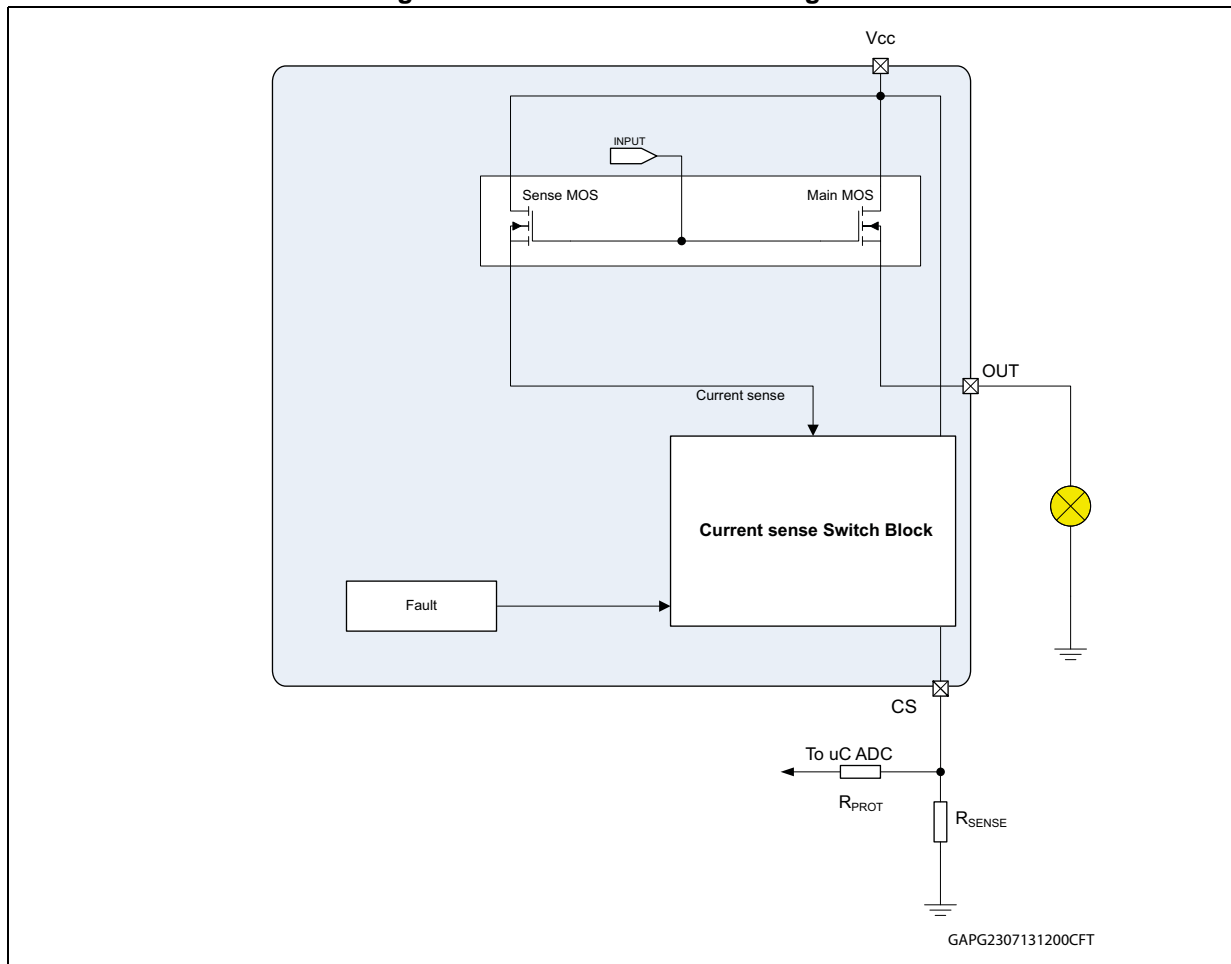 Vcc
INPUT
Sense MOS
Main MOS
OUT
Current sense
Current sense Switch Block
Fault
CS
To uC ADC
RPROT
RSENSE
GAPG2307131200CFT